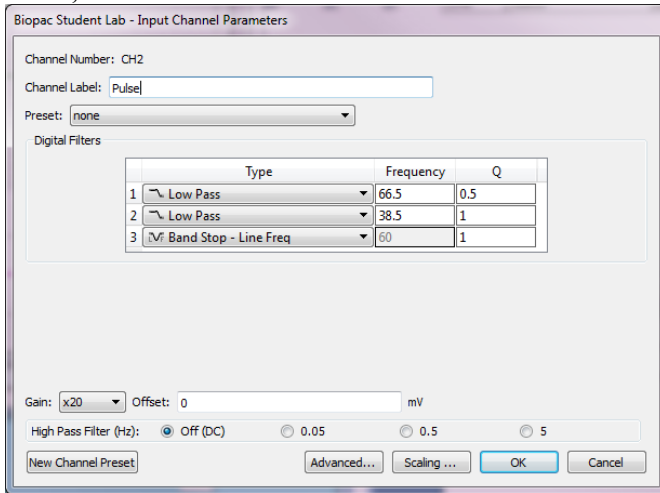 Biopac Student Lab - Input Channel Parameters
Channel Number: CH2
Channel Label: Pulse
Preset: none
Digital Filters
Type Frequency Q
1 Low Pass 66.5 0.5
2 Low Pass 38.5 1
3 Band Stop - Line Freq 60 1
Gain: x20 Offset: 0 mV
High Pass Filter (Hz): Off (DC) 0.05 0.5 5
New Channel Preset Advanced... Scaling ... OK Cancel